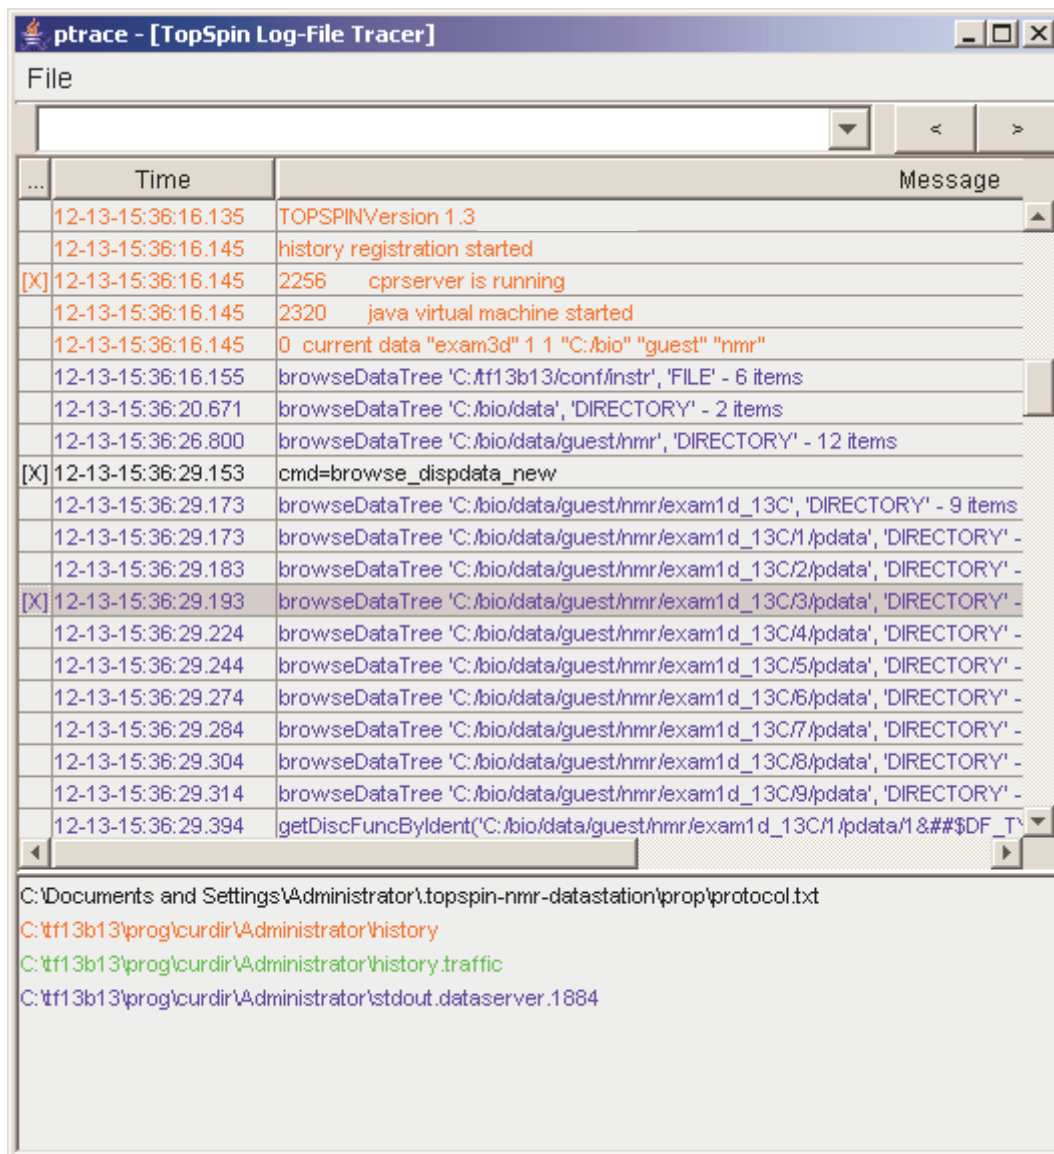 ptrace - [TopSpin Log-File Tracer]
File
< >
... Time Message
12-13-15:36:16.135 TOPSPINVersion 1.3
12-13-15:36:16.145 history registration started
[X] 12-13-15:36:16.145 2256 cprserver is running
12-13-15:36:16.145 2320 java virtual machine started
12-13-15:36:16.145 0 current data "exam3d" 1 1 "C:/bio" "guest" "nmr"
12-13-15:36:16.155 browseDataTree 'C:/tf13b13/conf/instr', 'FILE' - 6 items
12-13-15:36:20.671 browseDataTree 'C:/bio/data', 'DIRECTORY' - 2 items
12-13-15:36:26.800 browseDataTree 'C:/bio/data/guest/nmr', 'DIRECTORY' - 12 items
[X] 12-13-15:36:29.153 cmd=browse_dispdata_new
12-13-15:36:29.173 browseDataTree 'C:/bio/data/guest/nmr/exam1d_13C', 'DIRECTORY' - 9 items
12-13-15:36:29.173 browseDataTree 'C:/bio/data/guest/nmr/exam1d_13C/1/pdata', 'DIRECTORY' -
12-13-15:36:29.183 browseDataTree 'C:/bio/data/guest/nmr/exam1d_13C/2/pdata', 'DIRECTORY' -
[X] 12-13-15:36:29.193 browseDataTree 'C:/bio/data/guest/nmr/exam1d_13C/3/pdata', 'DIRECTORY' -
12-13-15:36:29.224 browseDataTree 'C:/bio/data/guest/nmr/exam1d_13C/4/pdata', 'DIRECTORY' -
12-13-15:36:29.244 browseDataTree 'C:/bio/data/guest/nmr/exam1d_13C/5/pdata', 'DIRECTORY' -
12-13-15:36:29.274 browseDataTree 'C:/bio/data/guest/nmr/exam1d_13C/6/pdata', 'DIRECTORY' -
12-13-15:36:29.284 browseDataTree 'C:/bio/data/guest/nmr/exam1d_13C/7/pdata', 'DIRECTORY' -
12-13-15:36:29.304 browseDataTree 'C:/bio/data/guest/nmr/exam1d_13C/8/pdata', 'DIRECTORY' -
12-13-15:36:29.314 browseDataTree 'C:/bio/data/guest/nmr/exam1d_13C/9/pdata', 'DIRECTORY' -
12-13-15:36:29.394 getDiscFuncByIdent('C:/bio/data/guest/nmr/exam1d_13C/1/pdata/1&##$DF_TY
C:\Documents and Settings\Administrator\.topspin-nmr-datastation\prop\protocol.txt
C:\tf13b13\prog\curdir\Administrator\history
C:\tf13b13\prog\curdir\Administrator\history.traffic
C:\tf13b13\prog\curdir\Administrator\stdout.dataserver.1884